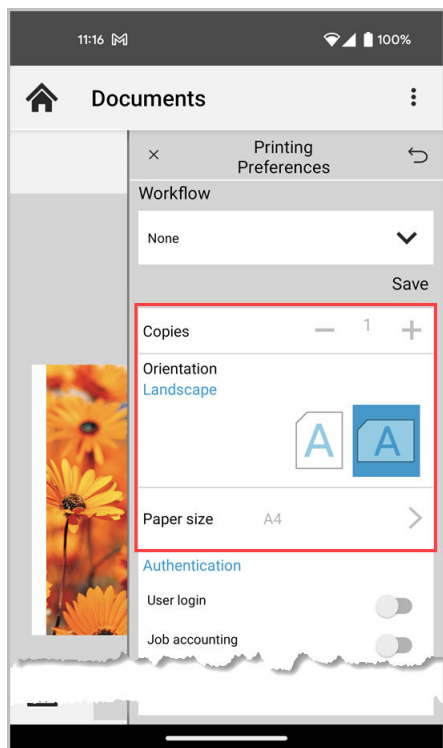 11:16 100%
Documents
Printing
Preferences
Workflow
None
Save
Copies 1
Orientation
Landscape
A A
Paper size A4
Authentication
User login
Job accounting